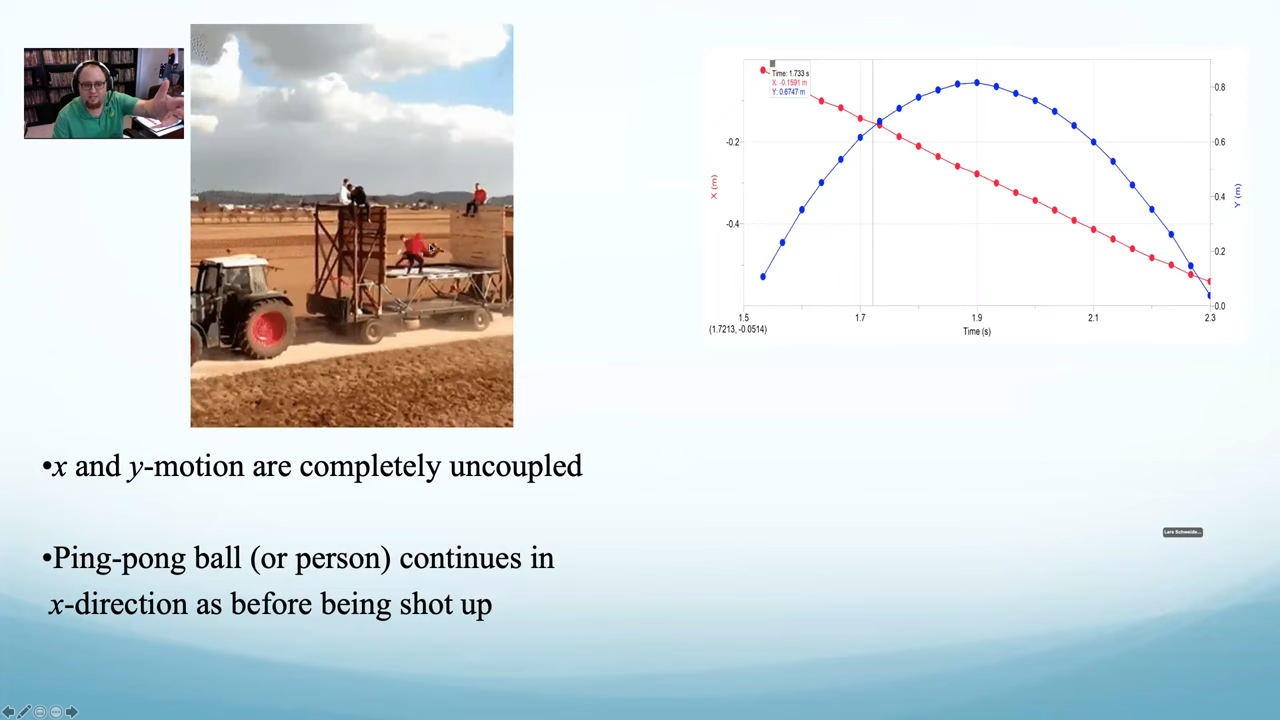 Time: 1.733 s
X: -0.1591 m
Y: 0.6747 m
0.8
-0.2
0.6
X (m)
Y (m)
0.4
-0.4
0.2
0.0
1.5
1.7
1.9
2.1
2.3
(1.7213, -0.0514)
Time (s)
•x and y-motion are completely uncoupled
Lars Schweide...
•Ping-pong ball (or person) continues in
x-direction as before being shot up